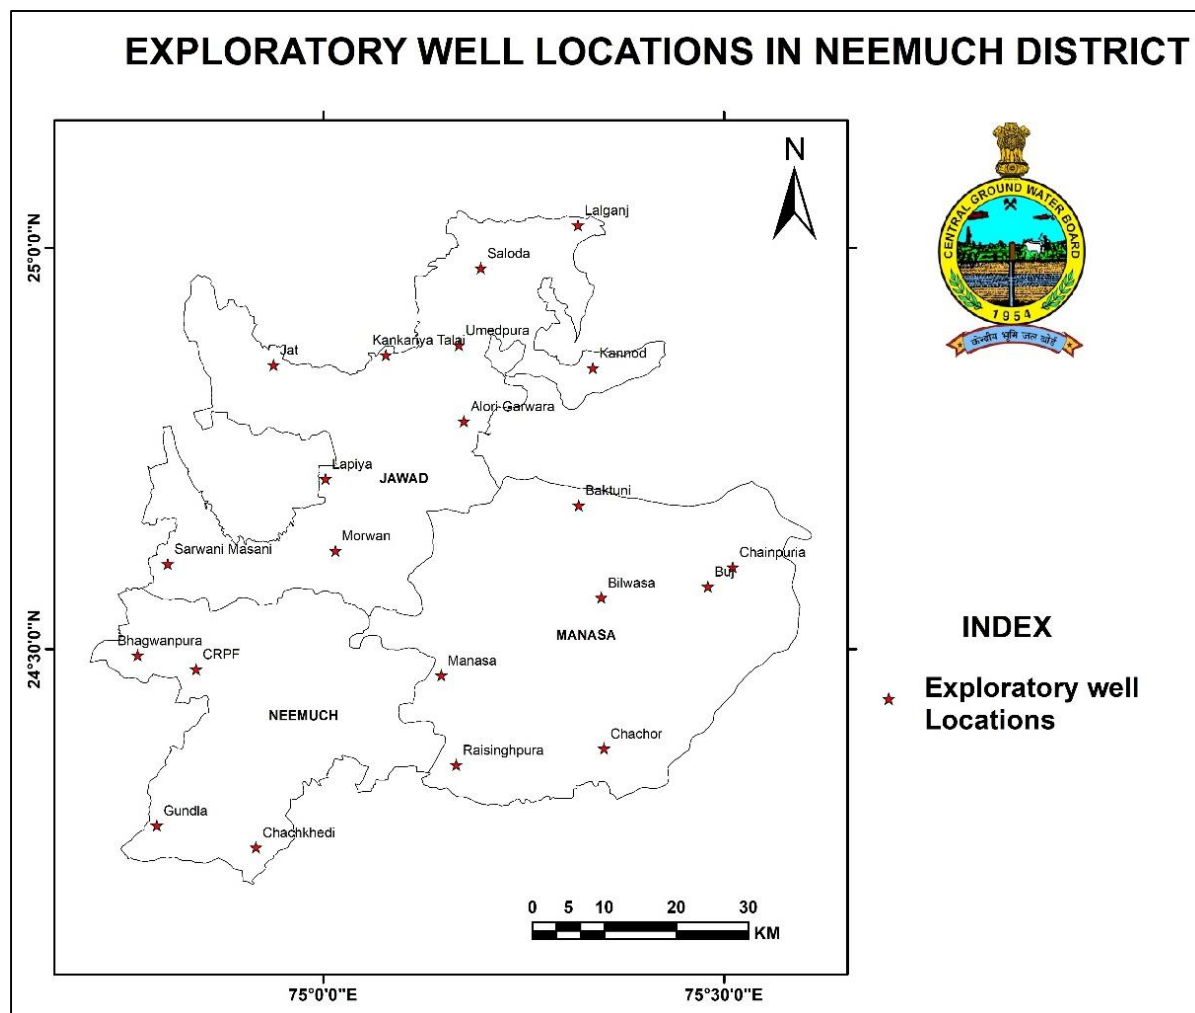 EXPLORATORY WELL LOCATIONS IN NEEMUCH DISTRICT
N
CENTRAL GROUND WATER BOARD
1954
केन्द्रीय भूमि जल बोर्ड
25°0'0"N
24°30'0"N
Lalganj
Saloda
Umedpura
Kankariya Talai
Jat
Kannod
Alori Garwara
Lapiya
JAWAD
Baktuni
Morwan
Sarwani Masani
Chainpuria
Buj
Bilwasa
MANASA
Bhagwanpura
CRPF
Manasa
NEEMUCH
Chachor
Raisinghpura
Gundla
Chachkhedi
INDEX
Exploratory well
Locations
0 5 10 20 30
KM
75°0'0"E
75°30'0"E